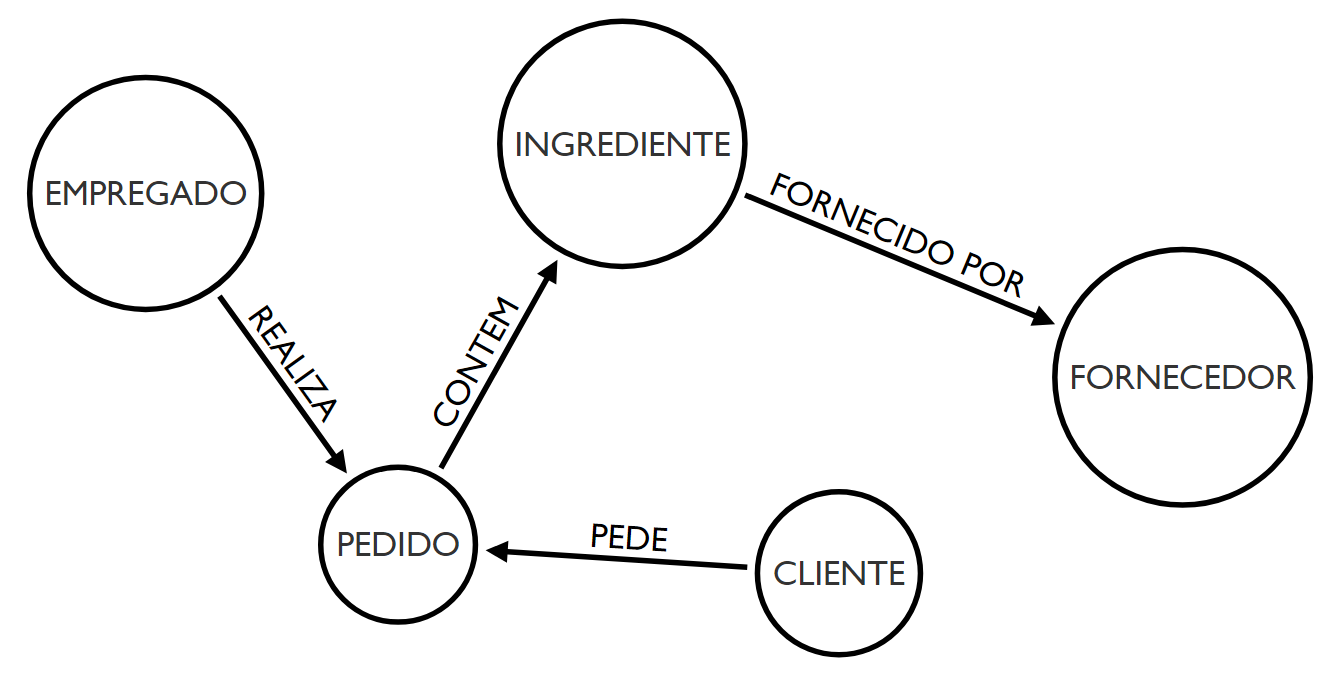 INGREDIENTE
EMPREGADO
FORNECIDO POR
REALIZA
CONTEM
FORNECEDOR
PEDIDO
PEDE
CLIENTE